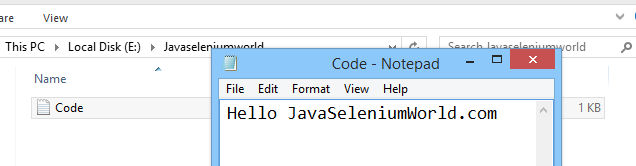 are View
This PC Local Disk (E:) Javaseleniumworld Search Javaseleniumworld
Code - Notepad
Name
File Edit Format View Help
Code 1 KB
Hello JavaSeleniumWorld.com